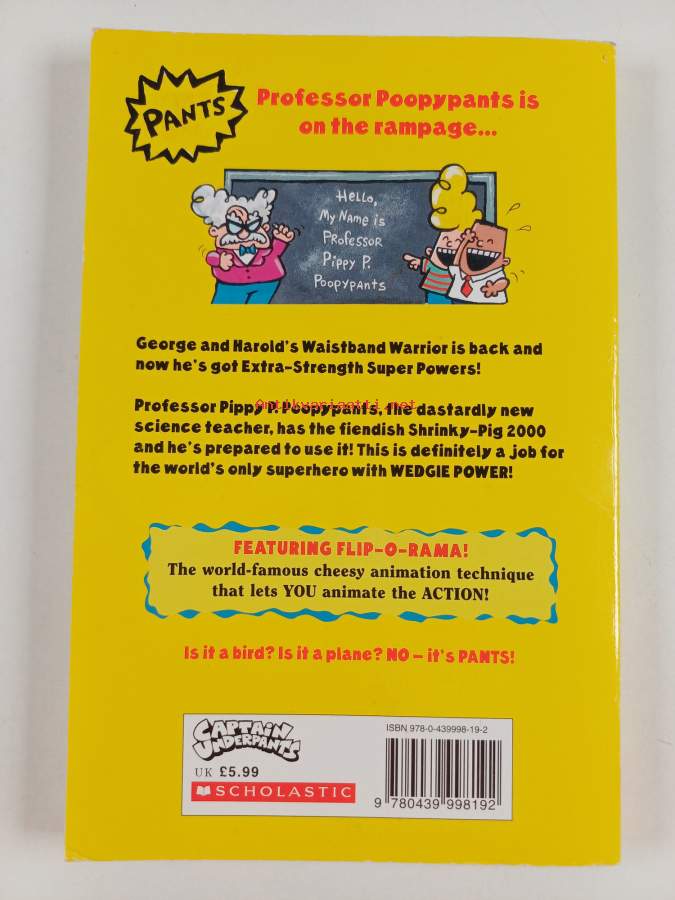 PANTS
Professor Poopypants is
on the rampage...
HELLO,
MY NAME is
PROFESSOR
PIPPY P.
POOPYPANTS
George and Harold's Waistband Warrior is back and
now he's got Extra-Strength Super Powers!
Antikvariaatti.net
Professor Pippy P. Poopypants, the dastardly new
science teacher, has the fiendish Shrinky-Pig 2000
and he's prepared to use it! This is definitely a job for
the world's only superhero with WEDGIE POWER!
FEATURING FLIP-O-RAMA!
The world-famous cheesy animation technique
that lets YOU animate the ACTION!
Is it a bird? Is it a plane? NO – it's PANTS!
CAPTAIN
UNDERPANTS
UK £5.99
SCHOLASTIC
ISBN 978-0-439998-19-2
9 780439 998192